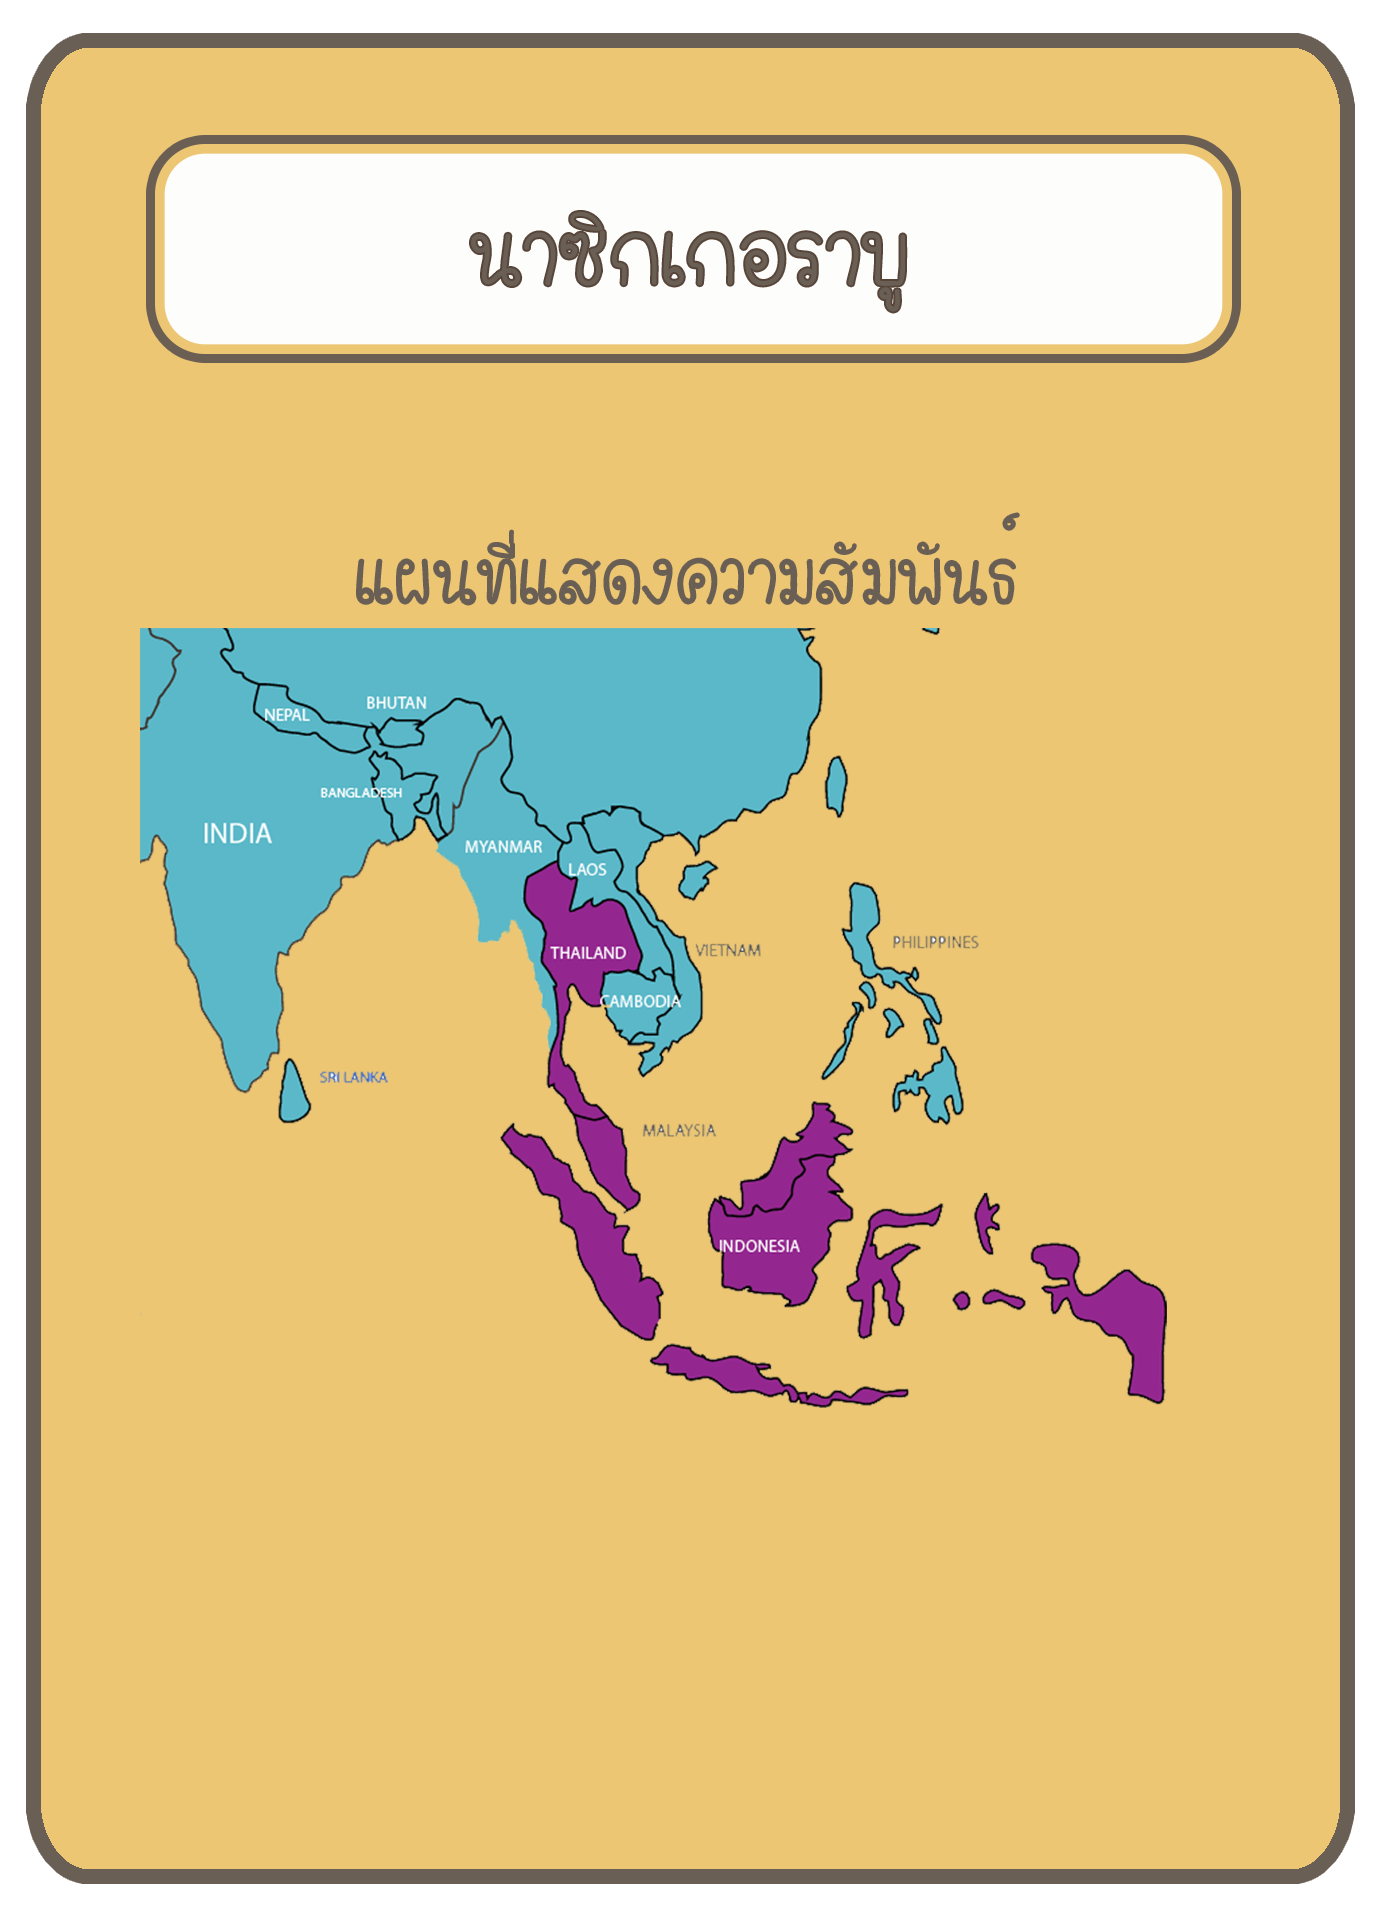 นาซิกเกอราบู
แผนที่แสดงความสัมพันธ์
BHUTAN
NEPAL
BANGLADESH
INDIA
MYANMAR
LAOS
PHILIPPINES
THAILAND
VIETNAM
CAMBODIA
SRI LANKA
MALAYSIA
INDONESIA